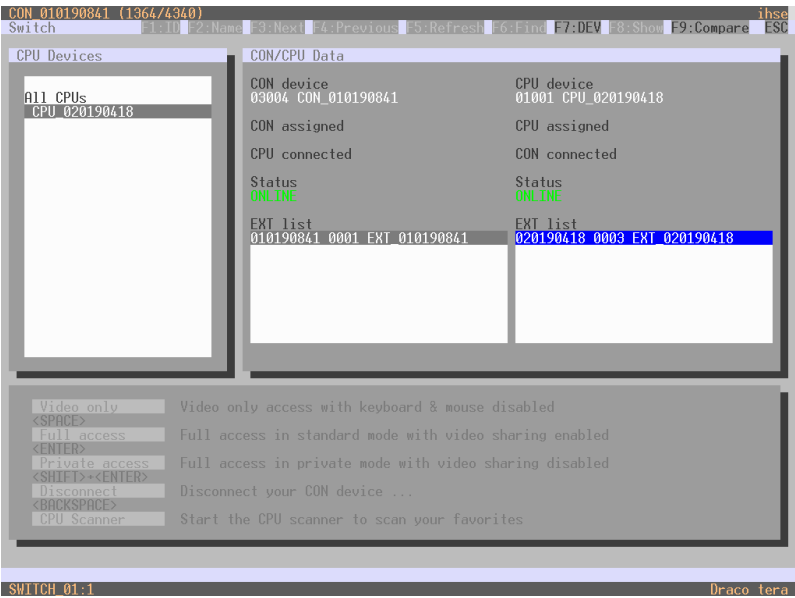 CON_010190841 (1364/4340) ihse
Switch F1:ID F2:Name F3:Next F4:Previous F5:Refresh F6:Find F7:DEV F8:Show F9:Compare ESC
CPU Devices
All CPUs
CPU_020190418
CON/CPU Data
CON device CPU device
03004 CON_010190841 01001 CPU_020190418
CON assigned CPU assigned
CPU connected CON connected
Status Status
ONLINE ONLINE
EXT list EXT list
010190841 0001 EXT_010190841 020190418 0003 EXT_020190418
Video only Video only access with keyboard & mouse disabled
<SPACE>
Full access Full access in standard mode with video sharing enabled
<ENTER>
Private access Full access in private mode with video sharing disabled
<SHIFT>+<ENTER>
Disconnect Disconnect your CON device ...
<BACKSPACE>
CPU Scanner Start the CPU scanner to scan your favorites
SWITCH_01:1 Draco tera